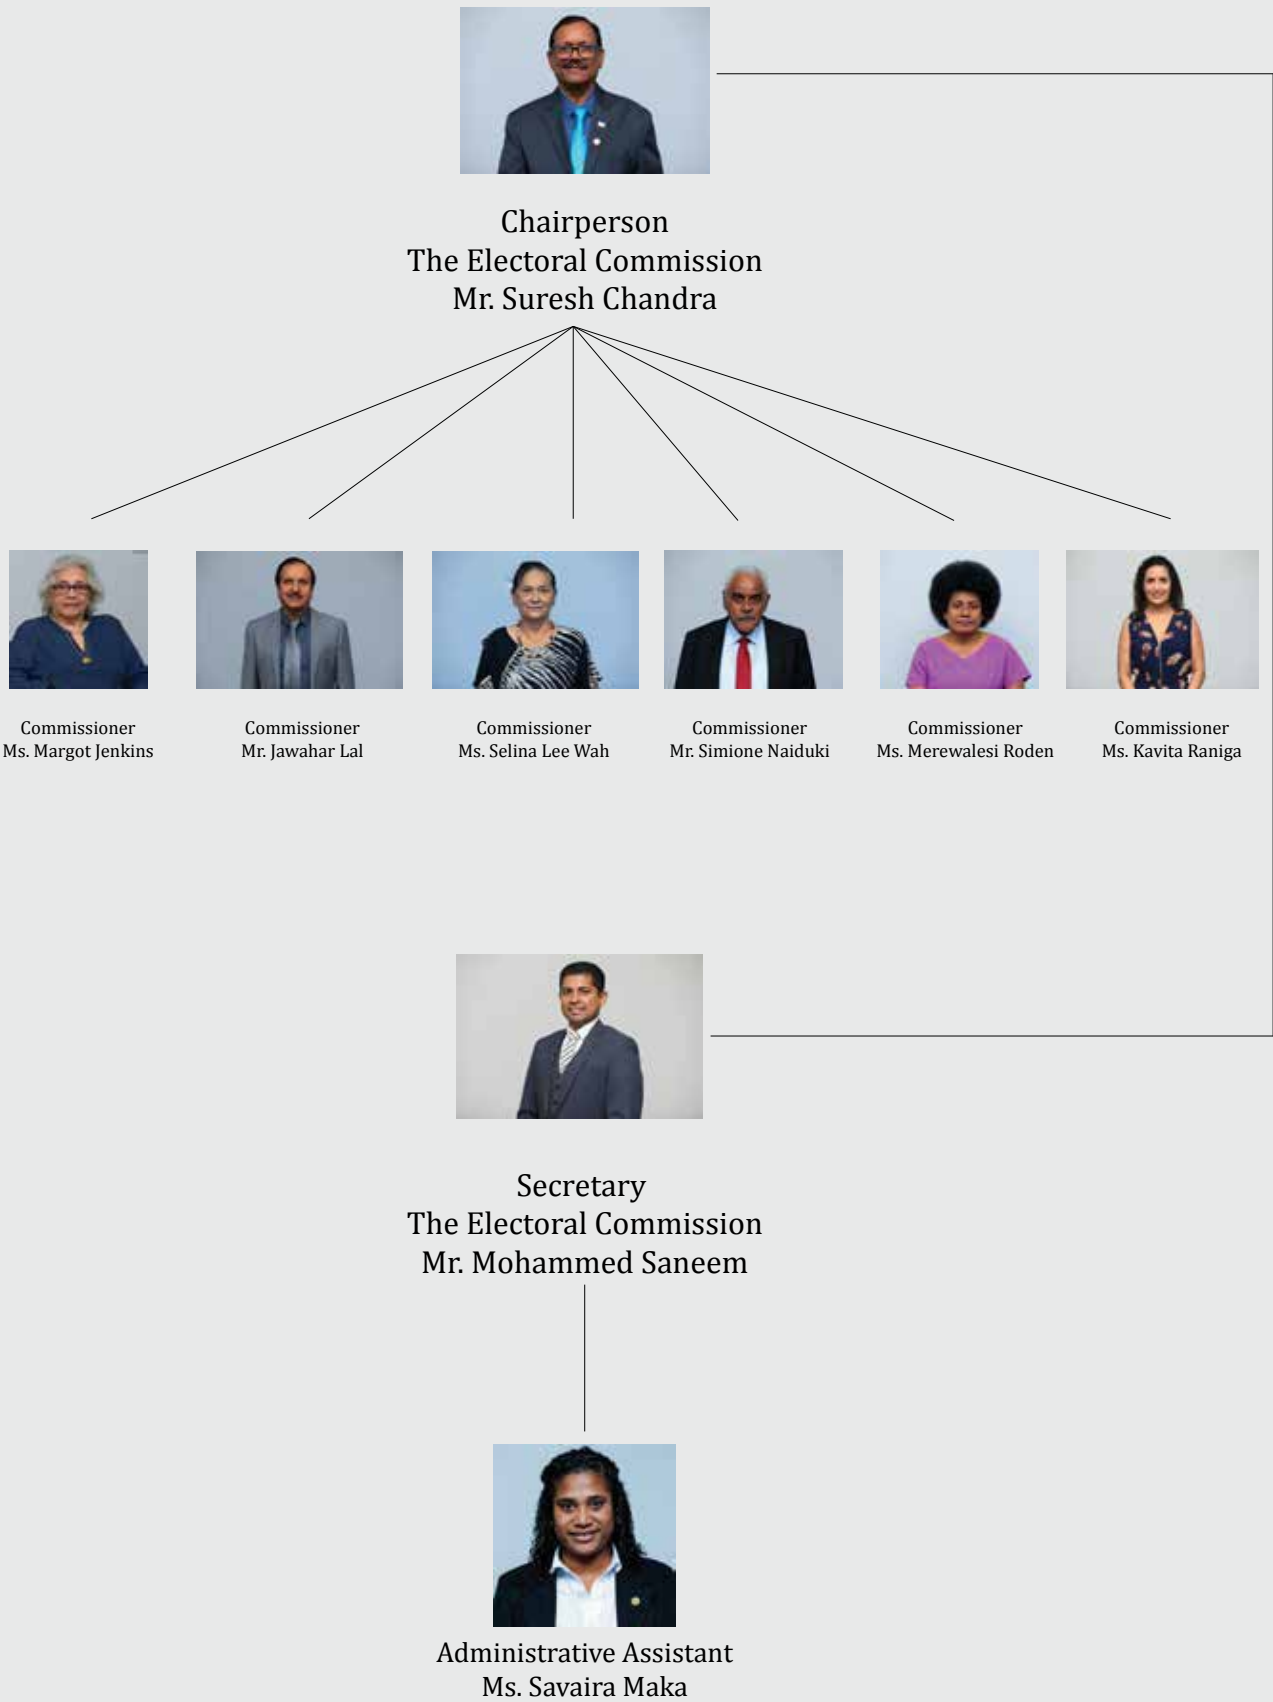 Chairperson
The Electoral Commission
Mr. Suresh Chandra
Commissioner
Ms. Margot Jenkins
Commissioner
Mr. Jawahar Lal
Commissioner
Ms. Selina Lee Wah
Commissioner
Mr. Simione Naiduki
Commissioner
Ms. Merewalesi Roden
Commissioner
Ms. Kavita Raniga
Secretary
The Electoral Commission
Mr. Mohammed Saneem
Administrative Assistant
Ms. Savaira Maka